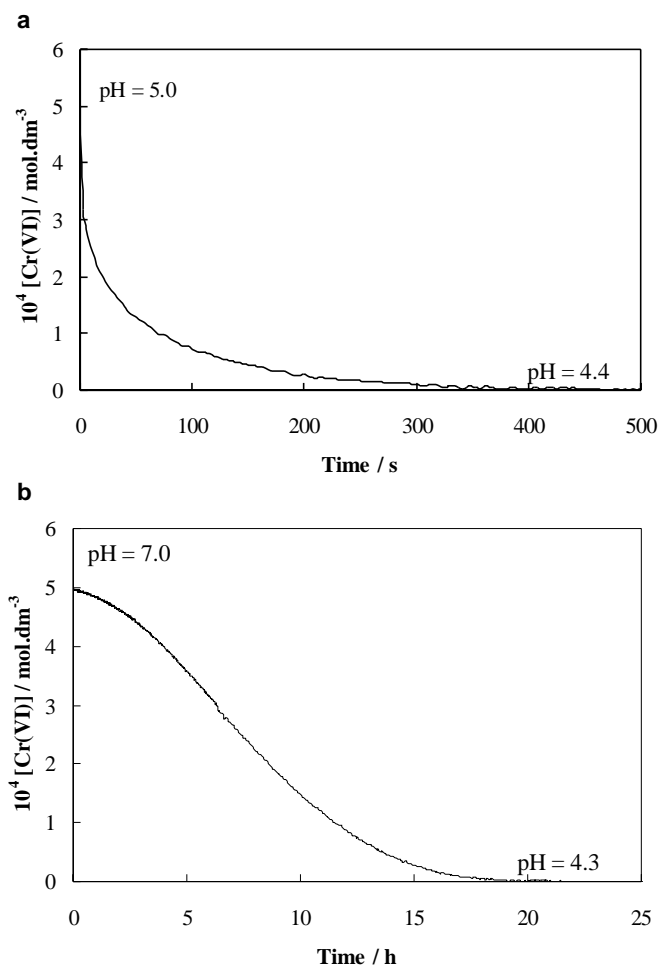 a
6
pH = 5.0
5
4
3
2
1
pH = 4.4
0
0 100 200 300 400 500
10⁴ [Cr(VI)] / mol.dm⁻³
Time / s
b
6
pH = 7.0
5
4
3
2
1
pH = 4.3
0
0 5 10 15 20 25
10⁴ [Cr(VI)] / mol.dm⁻³
Time / h